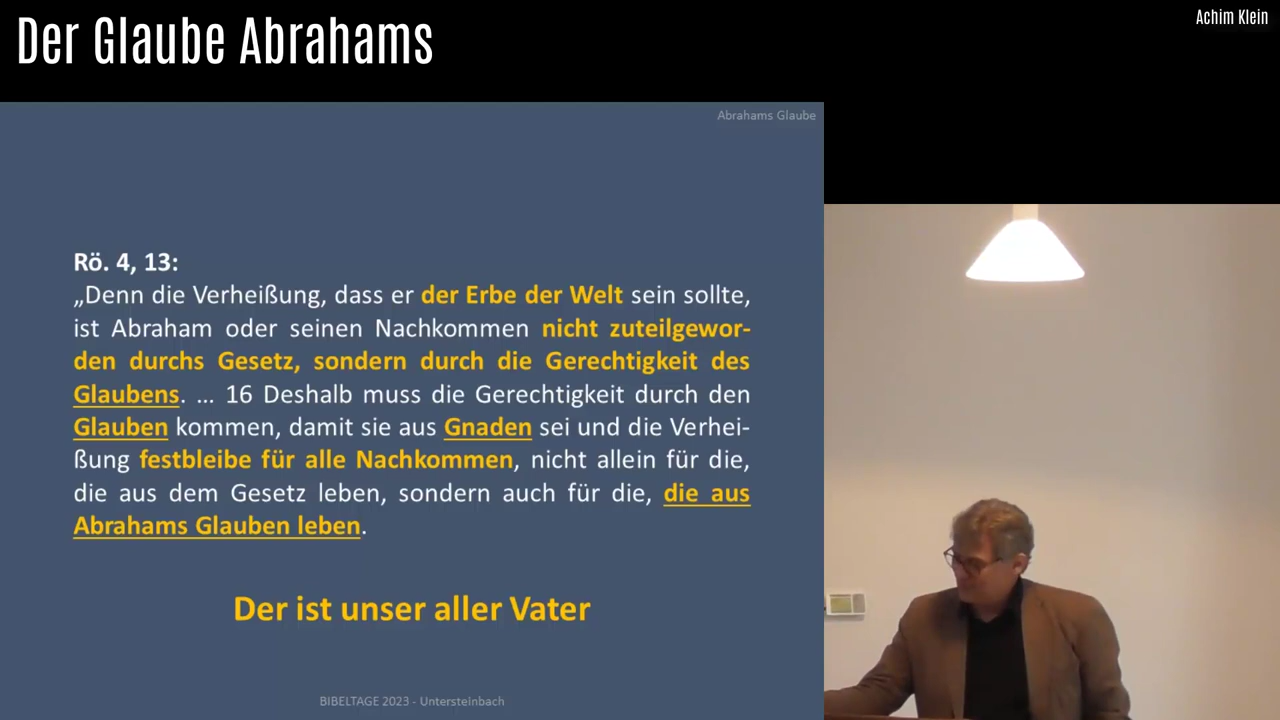 Der Glaube Abrahams
Achim Klein
Abrahams Glaube
Rö. 4, 13:
„Denn die Verheißung, dass er der Erbe der Welt sein sollte,
ist Abraham oder seinen Nachkommen nicht zuteilgewor-
den durchs Gesetz, sondern durch die Gerechtigkeit des
Glaubens. ... 16 Deshalb muss die Gerechtigkeit durch den
Glauben kommen, damit sie aus Gnaden sei und die Verhei-
ßung festbleibe für alle Nachkommen, nicht allein für die,
die aus dem Gesetz leben, sondern auch für die, die aus
Abrahams Glauben leben.
Der ist unser aller Vater
BIBELTAGE 2023 - Untersteinbach